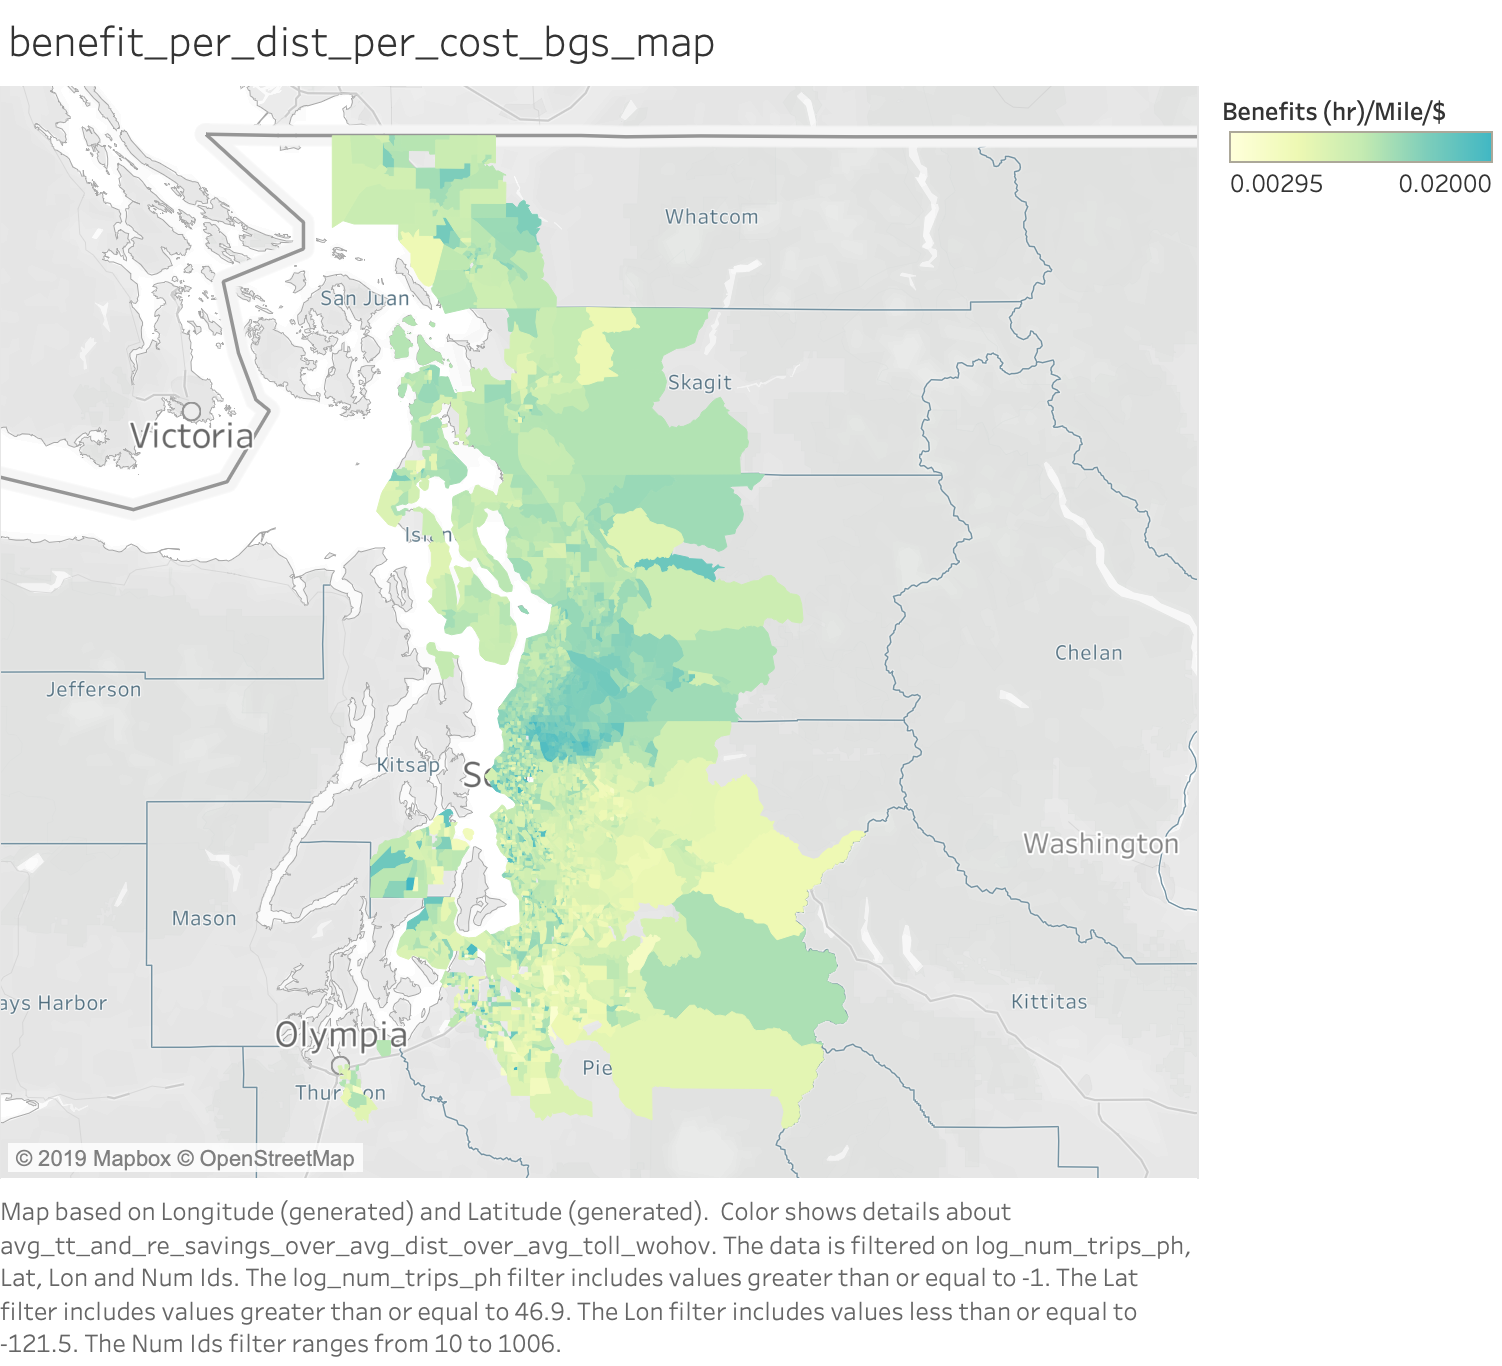 benefit_per_dist_per_cost_bgs_map
Benefits (hr)/Mile/$
0.00295 0.02000
Whatcom
San Juan
Skagit
Victoria
Chelan
Jefferson
Kitsap
Washington
Mason
Kittitas
Olympia
© 2019 Mapbox © OpenStreetMap
Map based on Longitude (generated) and Latitude (generated).  Color shows details about
avg_tt_and_re_savings_over_avg_dist_over_avg_toll_wohov. The data is filtered on log_num_trips_ph,
Lat, Lon and Num Ids. The log_num_trips_ph filter includes values greater than or equal to -1. The Lat
filter includes values greater than or equal to 46.9. The Lon filter includes values less than or equal to
-121.5. The Num Ids filter ranges from 10 to 1006.